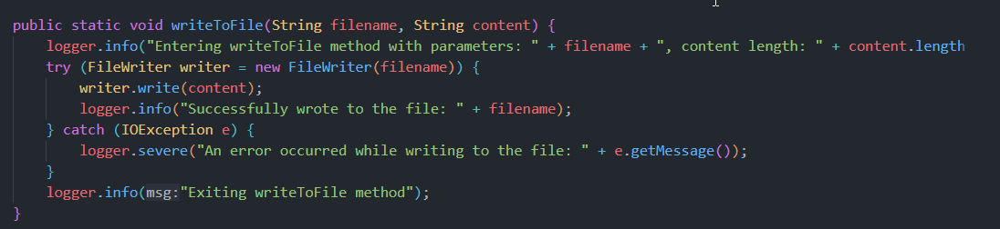 public static void writeToFile(String filename, String content) {
    logger.info("Entering writeToFile method with parameters: " + filename + ", content length: " + content.length
    try (FileWriter writer = new FileWriter(filename)) {
        writer.write(content);
        logger.info("Successfully wrote to the file: " + filename);
    } catch (IOException e) {
        logger.severe("An error occurred while writing to the file: " + e.getMessage());
    }
    logger.info(msg:"Exiting writeToFile method");
}